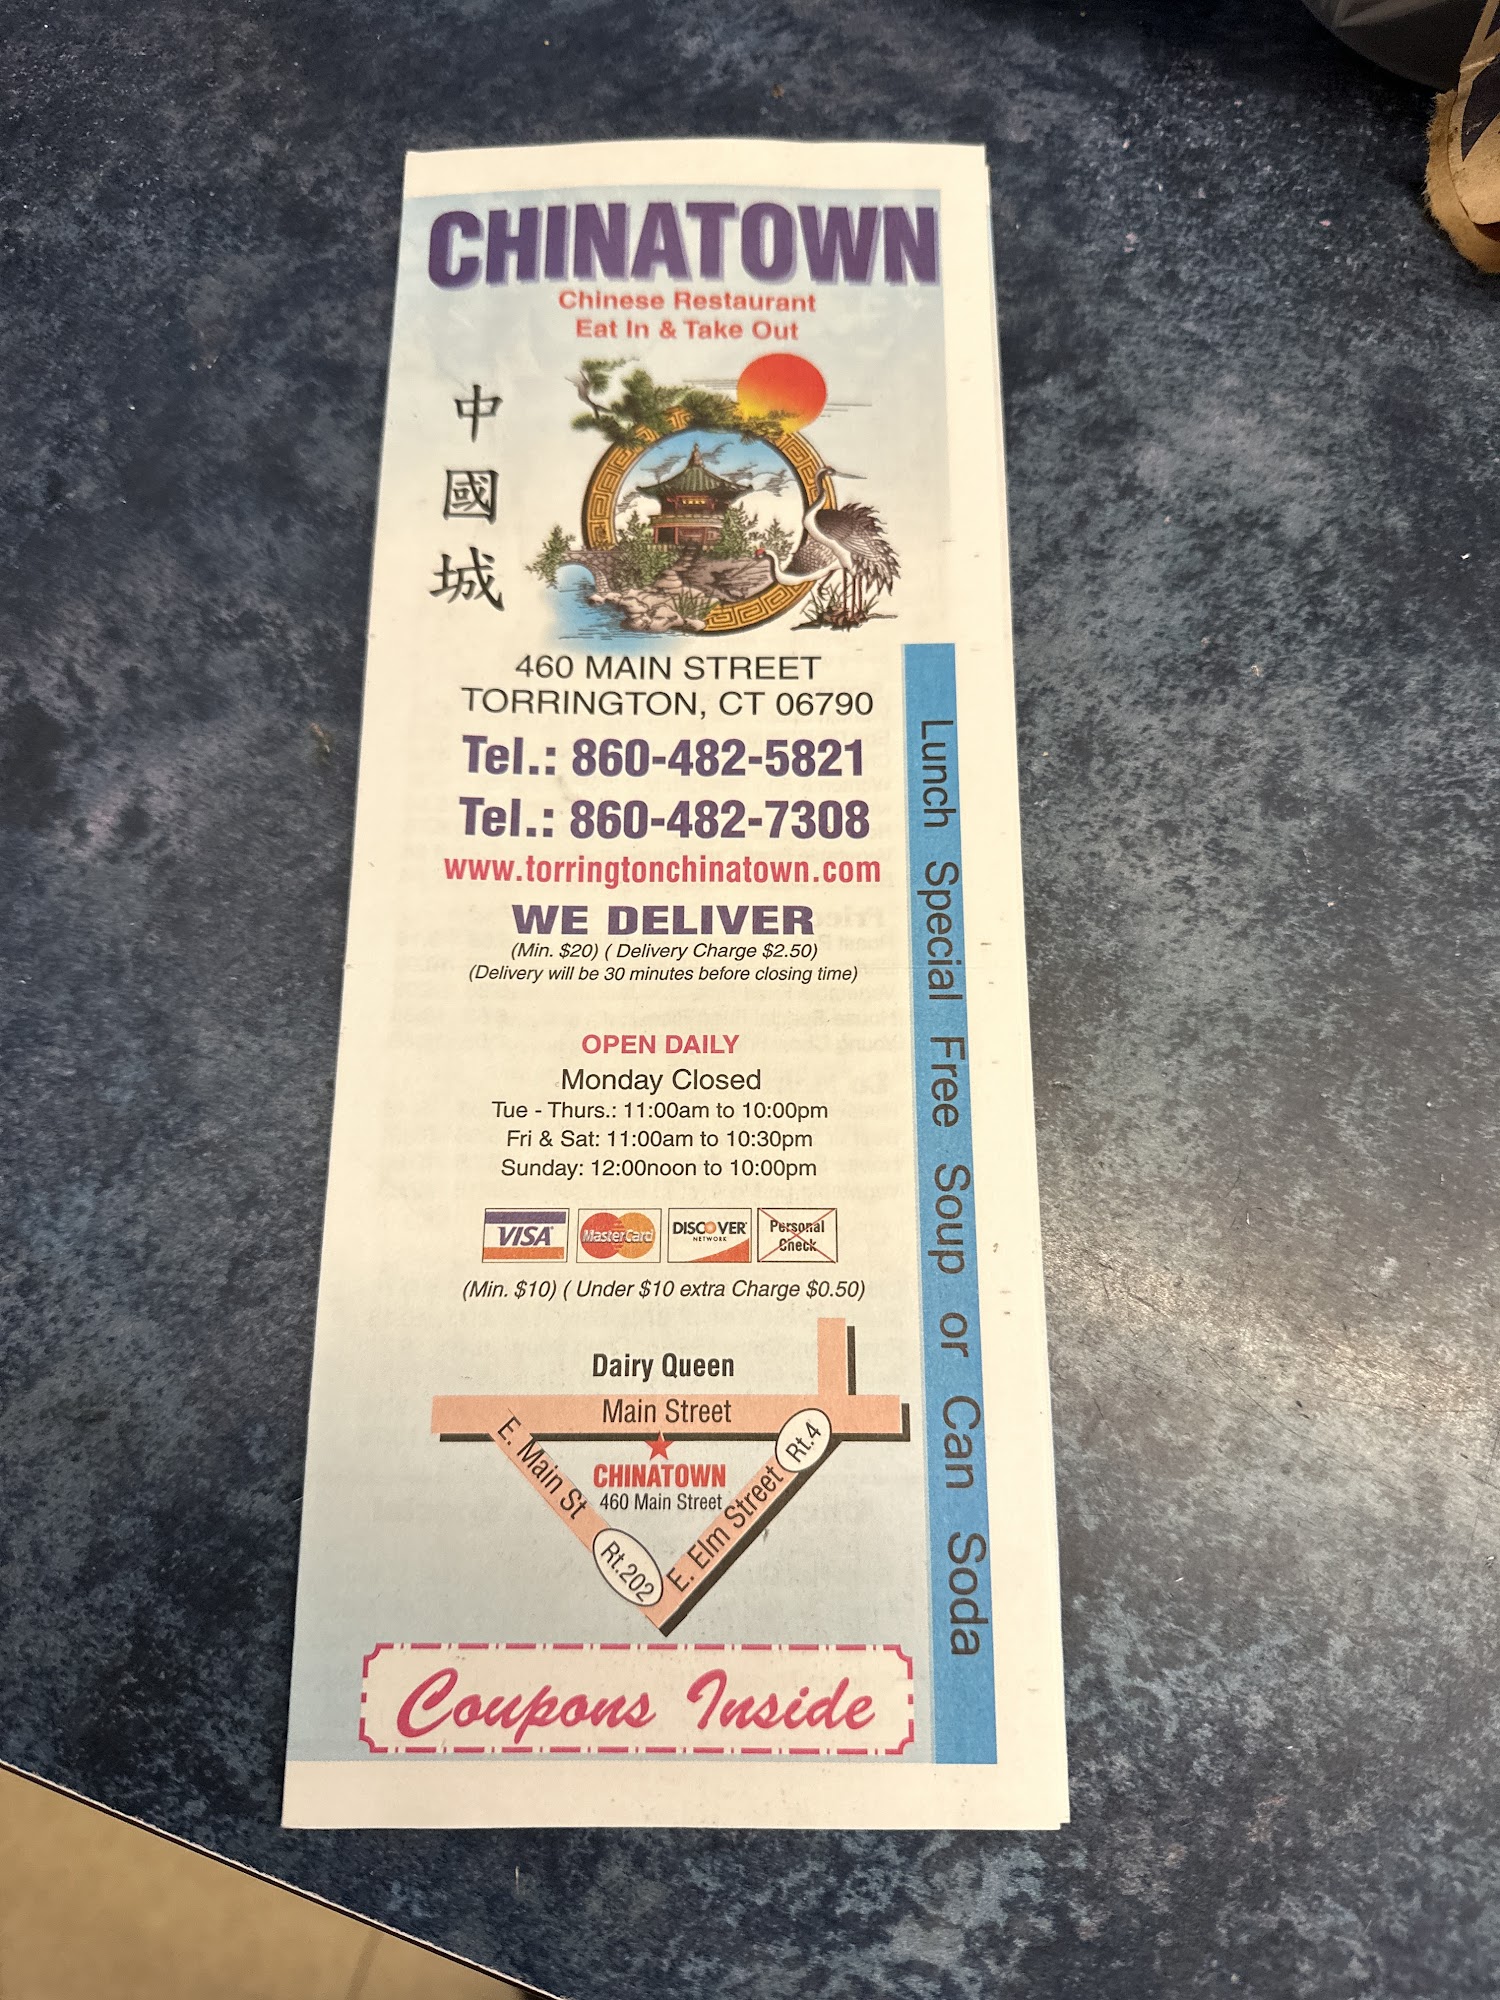 CHINATOWN
Chinese Restaurant
Eat In & Take Out
中
國
城
460 MAIN STREET
TORRINGTON, CT 06790
Tel.: 860-482-5821
Tel.: 860-482-7308
www.torringtonchinatown.com
WE DELIVER
(Min. $20) ( Delivery Charge $2.50)
(Delivery will be 30 minutes before closing time)
OPEN DAILY
Monday Closed
Tue - Thurs.: 11:00am to 10:00pm
Fri & Sat: 11:00am to 10:30pm
Sunday: 12:00noon to 10:00pm
VISA
MasterCard
DISCOVER
NETWORK
Personal
Check
(Min. $10) ( Under $10 extra Charge $0.50)
Dairy Queen
Main Street
E. Main St
Rt.202
CHINATOWN
460 Main Street
E. Elm Street
Rt.4
Coupons Inside
Lunch Special Free Soup or Can Soda